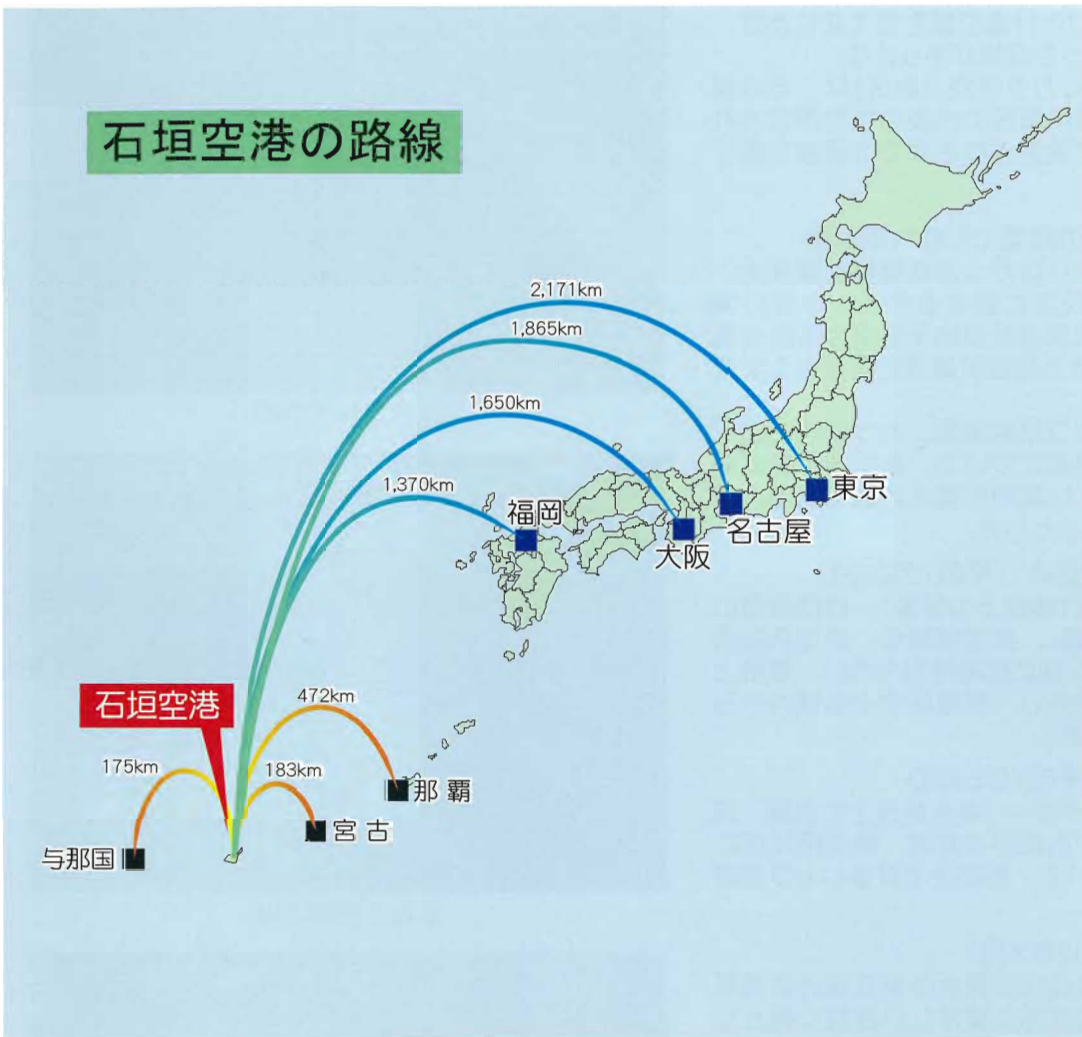 石垣空港の路線
2,171km
1,865km
1,650km
1,370km
福岡
東京
名古屋
大阪
石垣空港
472km
175km
183km
那覇
宮古
与那国